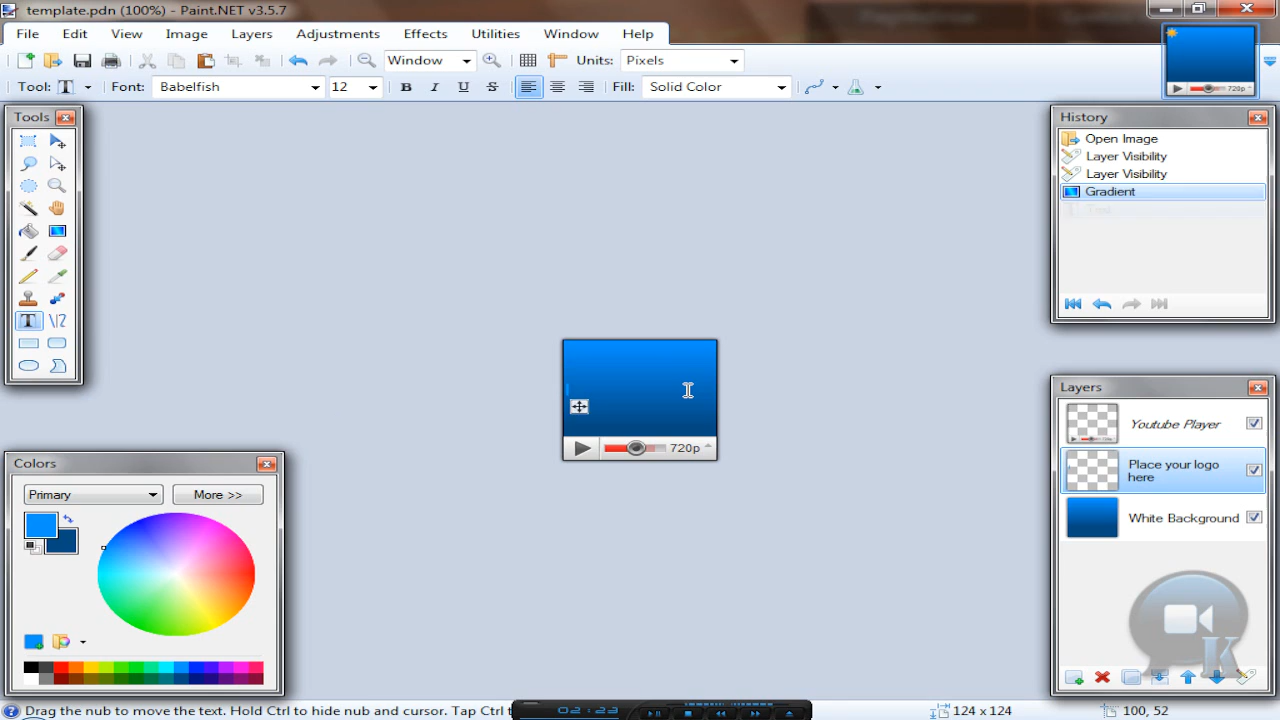 template.pdn (100%) - Paint.NET v3.5.7
File Edit View Image Layers Adjustments Effects Utilities Window Help
Window Units: Pixels
Tool: T Font: Babelfish 12 B I U S Fill: Solid Color
720p
Tools
History
Open Image
Layer Visibility
Layer Visibility
Gradient
Text
720p
Layers
Youtube Player
Place your logo
here
White Background
Colors
Primary More >>
K
Drag the nub to move the text. Hold Ctrl to hide nub and cursor. Tap Ctrl t
02:23
124 x 124
100, 52